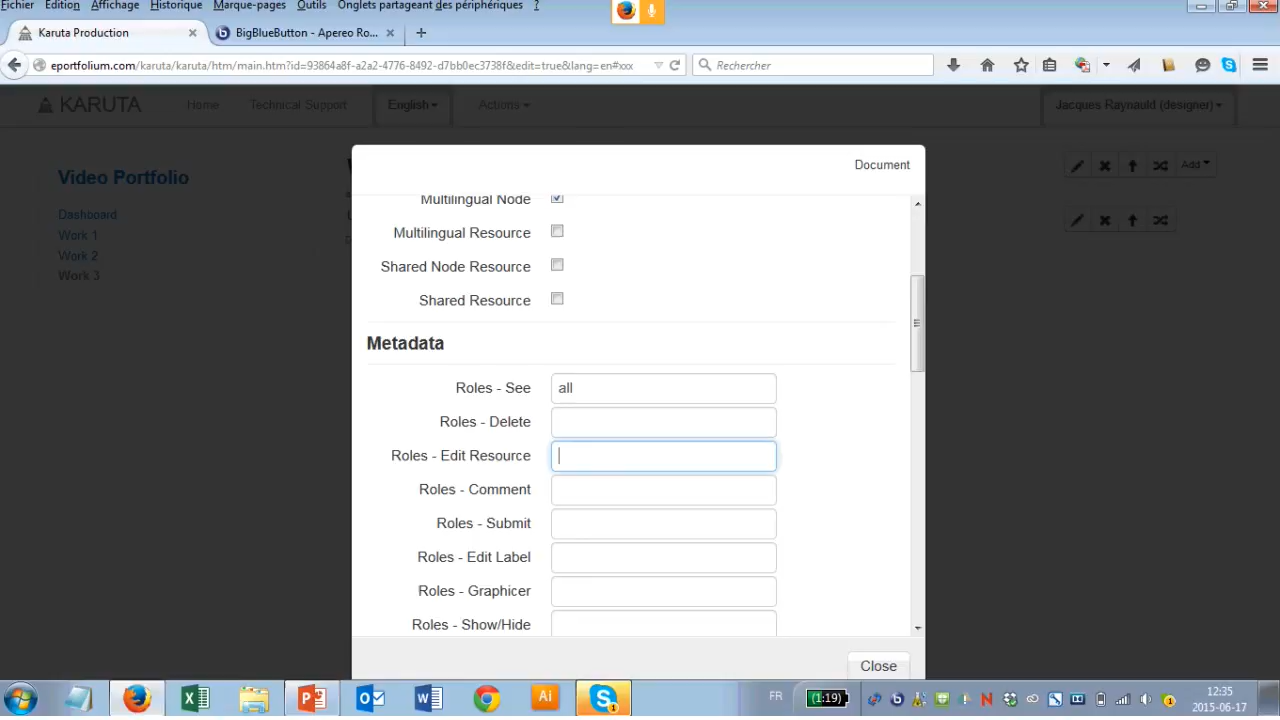 Fichier Edition Affichage Historique Marque-pages Outils Onglets partageant des périphériques ?
Karuta Production
BigBlueButton - Apereo Ro...
eportfolium.com/karuta/karuta/htm/main.htm?id=93864a8f-a2a2-4776-8492-d7bb0ec3738f&edit=true&lang=en#xxx
Rechercher
KARUTA Home Technical Support English Actions Jacques Raynauld (designer)
Document
Video Portfolio
Add
Dashboard
Work 1
Work 2
Work 3
Multilingual Node
Multilingual Resource
Shared Node Resource
Shared Resource
Metadata
Roles - See all
Roles - Delete
Roles - Edit Resource
Roles - Comment
Roles - Submit
Roles - Edit Label
Roles - Graphicer
Roles - Show/Hide
Close
FR (1:19) 12:35
2015-06-17